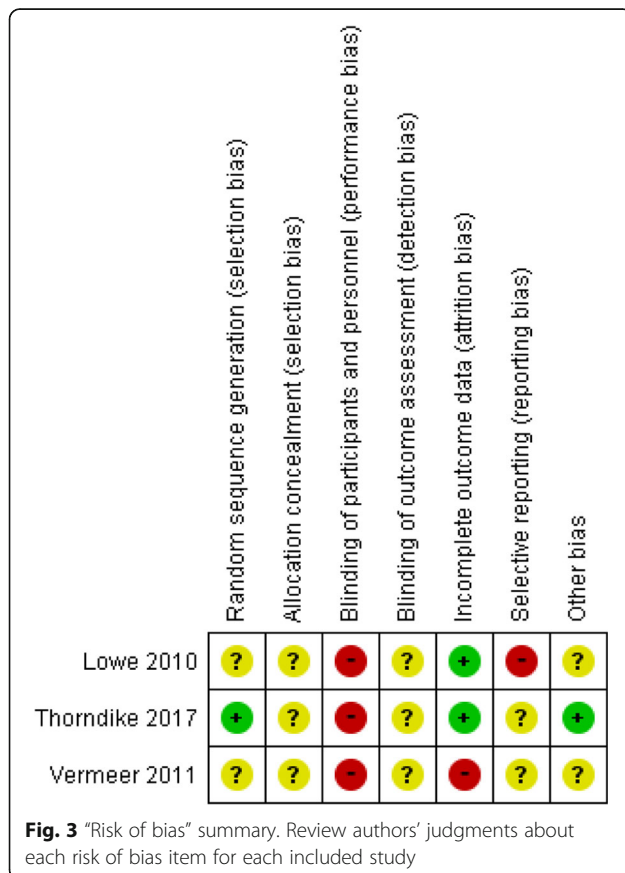 Random sequence generation (selection bias)
Allocation concealment (selection bias)
Blinding of participants and personnel (performance bias)
Blinding of outcome assessment (detection bias)
Incomplete outcome data (attrition bias)
Selective reporting (reporting bias)
Other bias
Lowe 2010 ? ? - ? + - ?
Thorndike 2017 + ? - ? + ? +
Vermeer 2011 ? ? - ? - ? ?
Fig. 3 "Risk of bias" summary. Review authors' judgments about
each risk of bias item for each included study